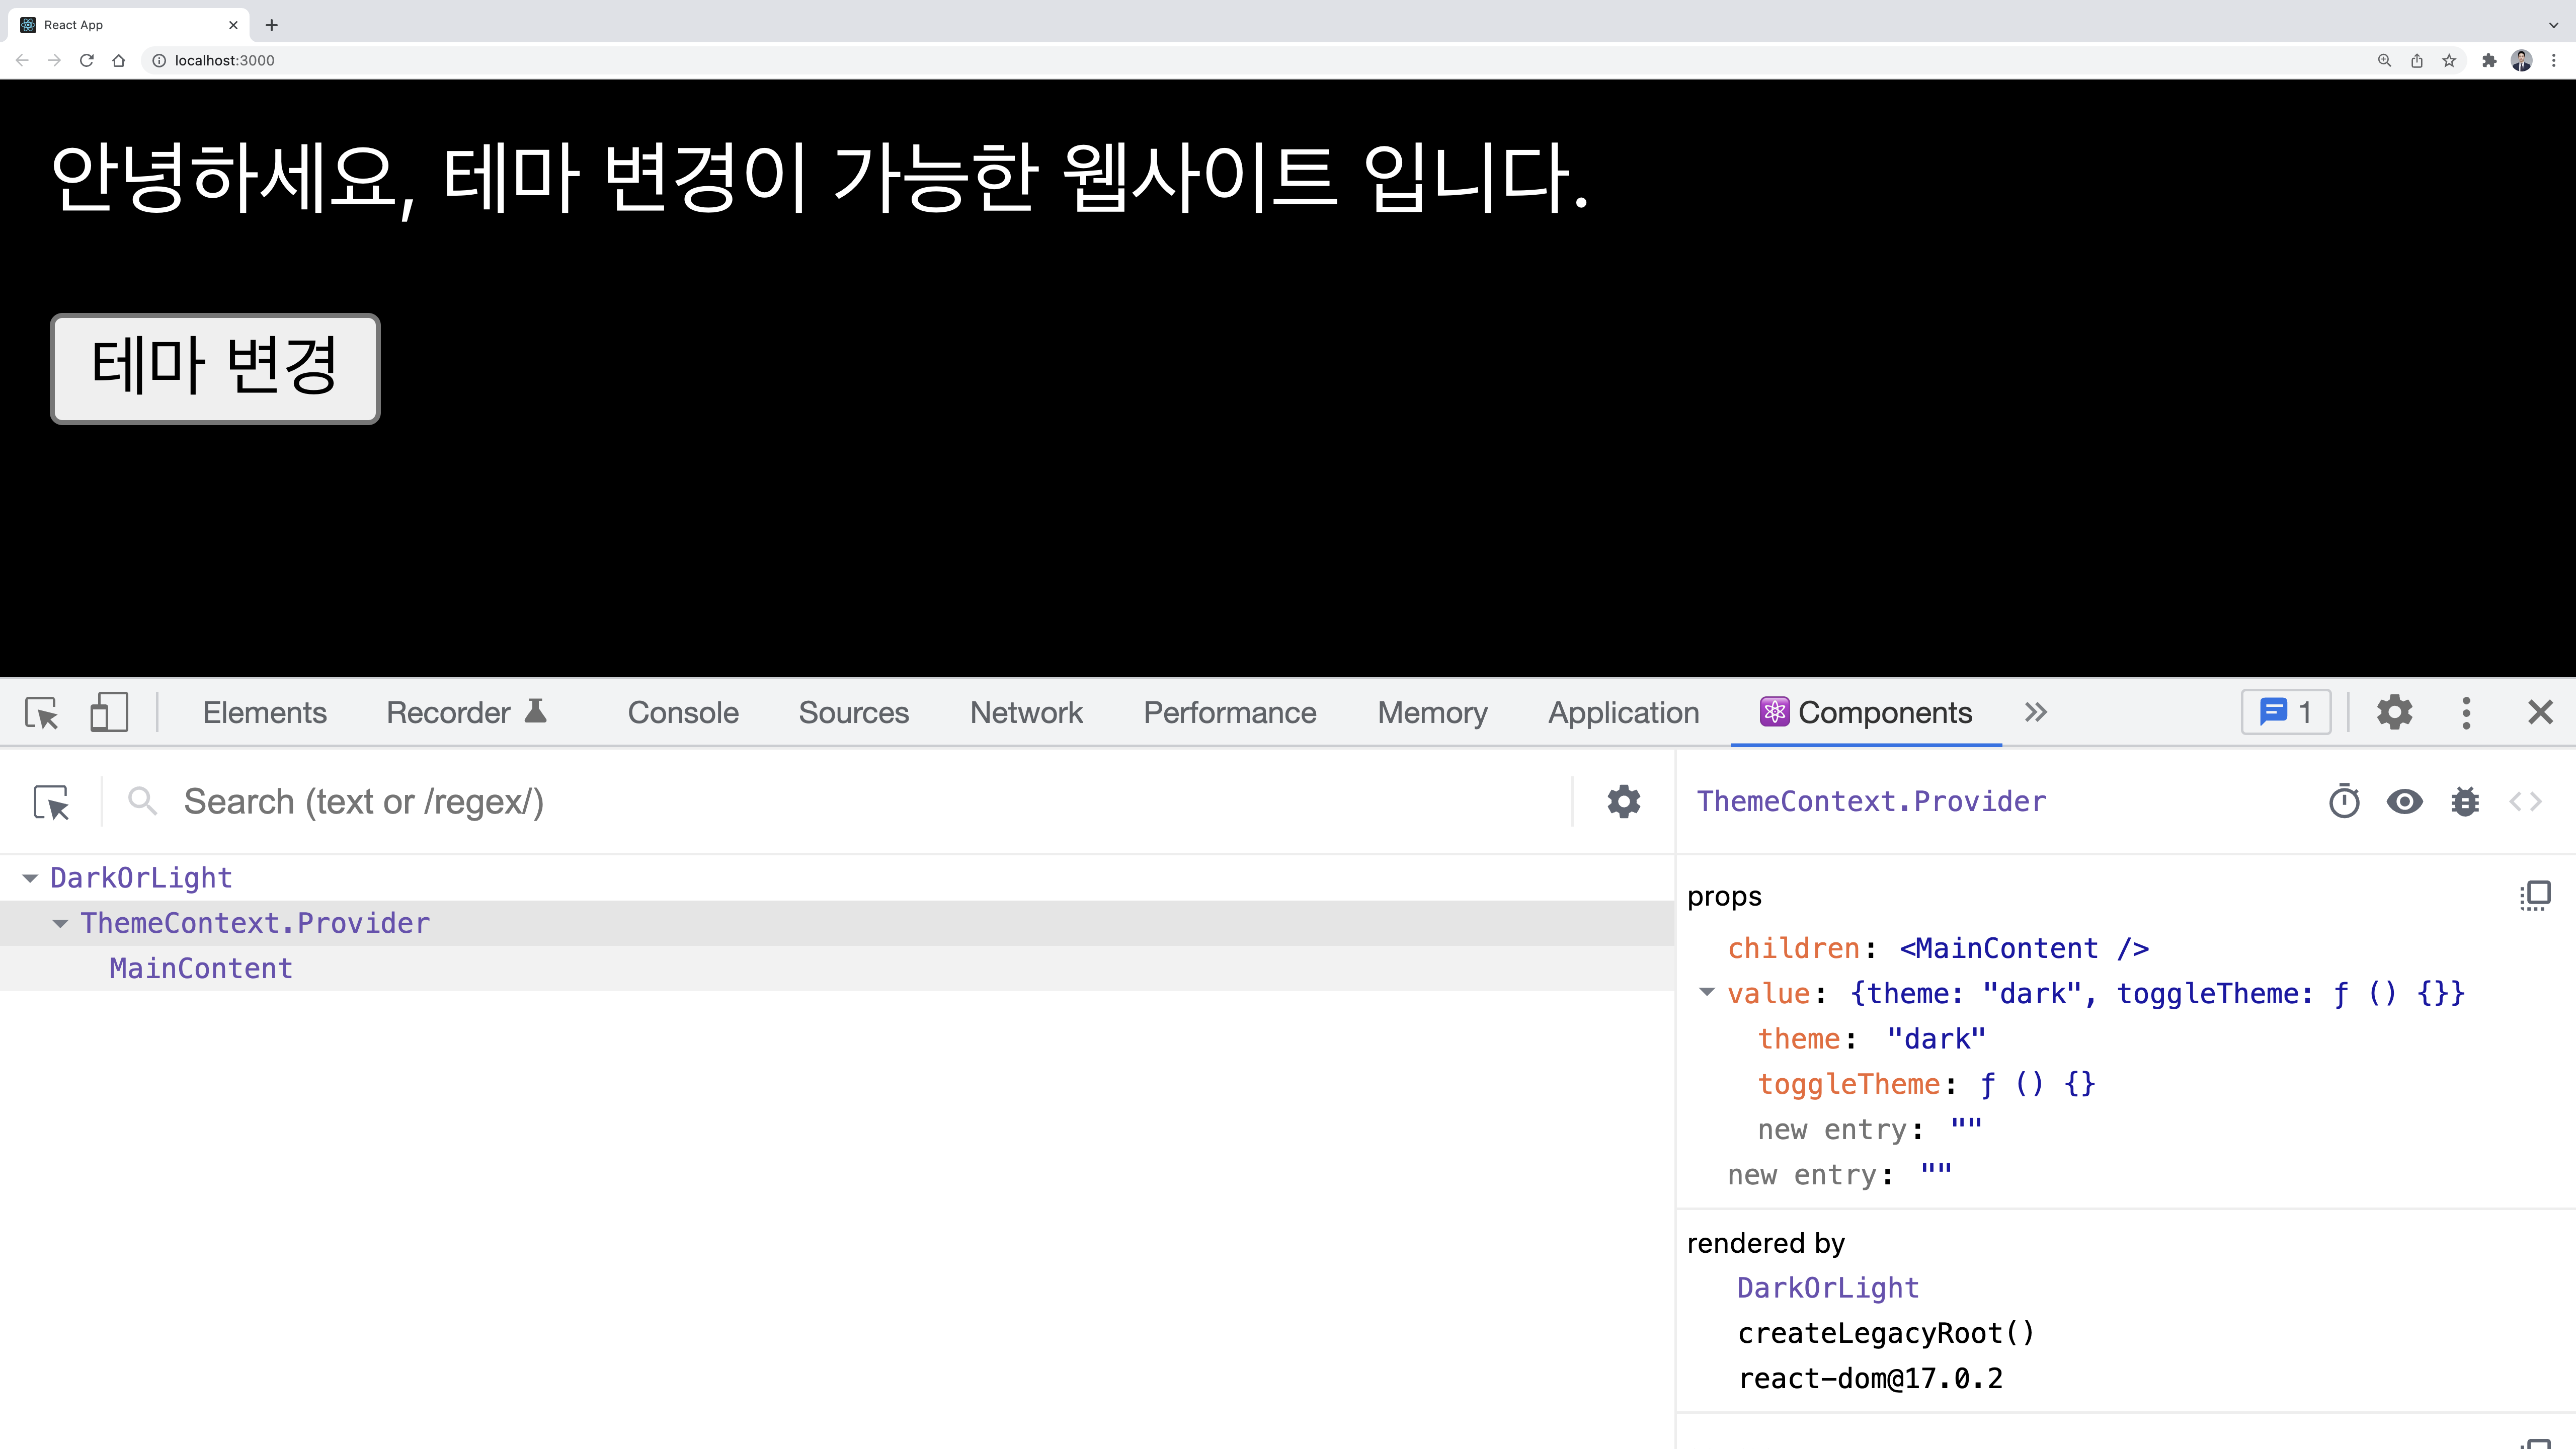 React App
localhost:3000
안녕하세요, 테마 변경이 가능한 웹사이트 입니다.
테마 변경
Elements Recorder Console Sources Network Performance Memory Application Components 1
Search (text or /regex/)
ThemeContext.Provider
DarkOrLight
ThemeContext.Provider
MainContent
props
children: <MainContent />
value: {theme: "dark", toggleTheme: ƒ () {}}
theme: "dark"
toggleTheme: ƒ () {}
new entry: ""
new entry: ""
rendered by
DarkOrLight
createLegacyRoot()
react-dom@17.0.2